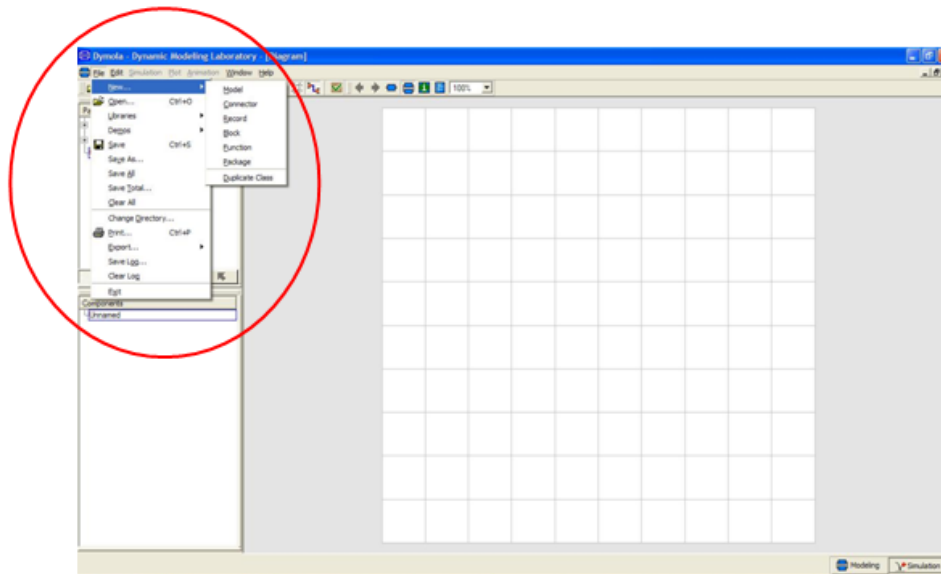 Dymola - Dynamic Modeling Laboratory - [Diagram]
File Edit Simulation Plot Animation Window Help
100%
New...
Open... Ctrl+O
Libraries
Demos
Save Ctrl+S
Save As...
Save All
Save Total...
Clear All
Change Directory...
Print... Ctrl+P
Export...
Save Log...
Clear Log
Exit
Model
Connector
Record
Block
Function
Package
Duplicate Class
Components
Unnamed
Modeling
Simulation